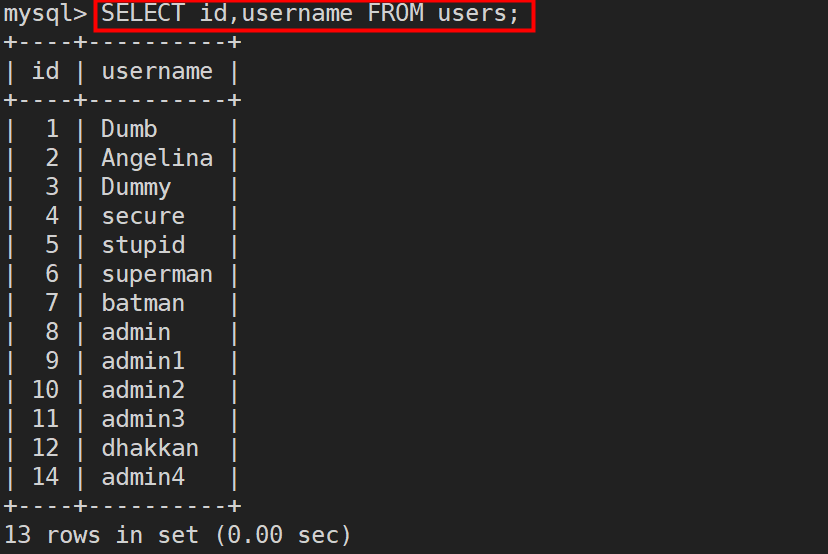 mysql> SELECT id,username FROM users;
+----+----------+
| id | username |
+----+----------+
|  1 | Dumb     |
|  2 | Angelina |
|  3 | Dummy    |
|  4 | secure   |
|  5 | stupid   |
|  6 | superman |
|  7 | batman   |
|  8 | admin    |
|  9 | admin1   |
| 10 | admin2   |
| 11 | admin3   |
| 12 | dhakkan  |
| 14 | admin4   |
+----+----------+
13 rows in set (0.00 sec)